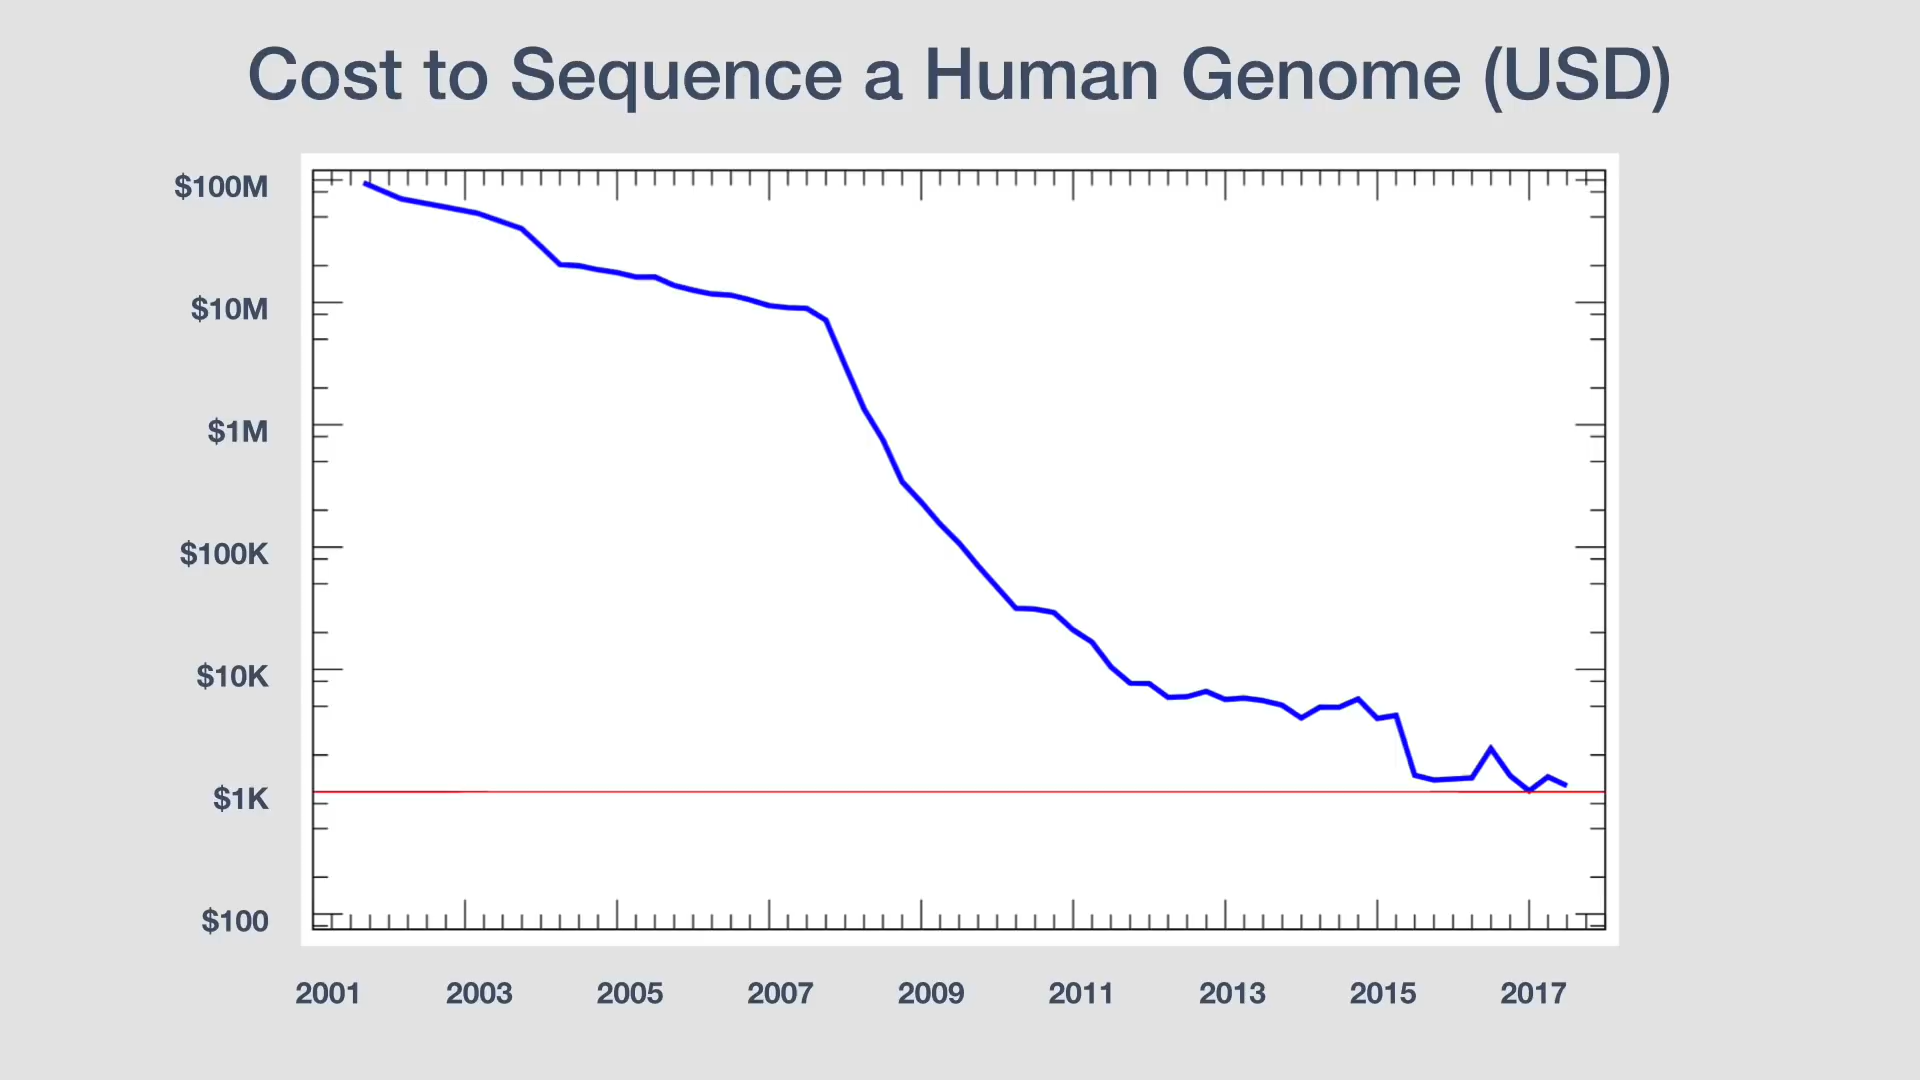 Cost to Sequence a Human Genome (USD)
$100M
$10M
$1M
$100K
$10K
$1K
$100
2001 2003 2005 2007 2009 2011 2013 2015 2017